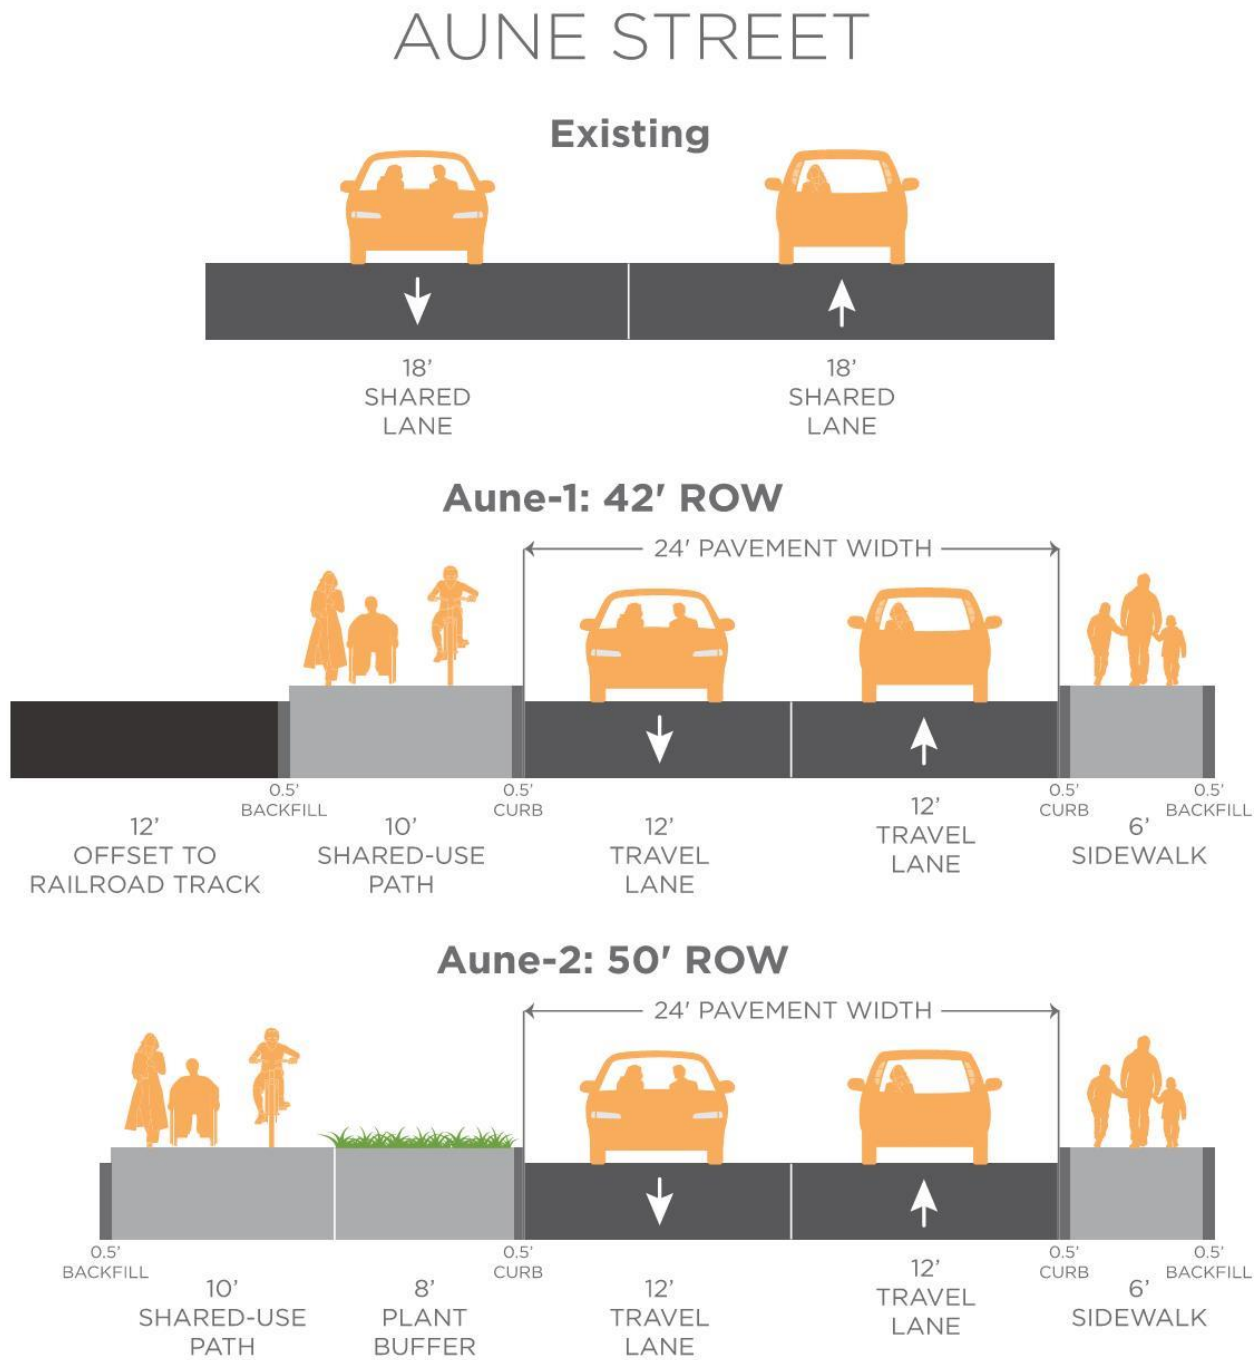 AUNE STREET
Existing
18’
SHARED
LANE
18’
SHARED
LANE
Aune-1: 42' ROW
24’ PAVEMENT WIDTH
0.5’
BACKFILL
0.5’
CURB
0.5’
CURB
0.5’
BACKFILL
12’
OFFSET TO
RAILROAD TRACK
10’
SHARED-USE
PATH
12’
TRAVEL
LANE
12’
TRAVEL
LANE
6’
SIDEWALK
Aune-2: 50' ROW
24’ PAVEMENT WIDTH
0.5’
BACKFILL
0.5’
CURB
0.5’
CURB
0.5’
BACKFILL
10’
SHARED-USE
PATH
8’
PLANT
BUFFER
12’
TRAVEL
LANE
12’
TRAVEL
LANE
6’
SIDEWALK